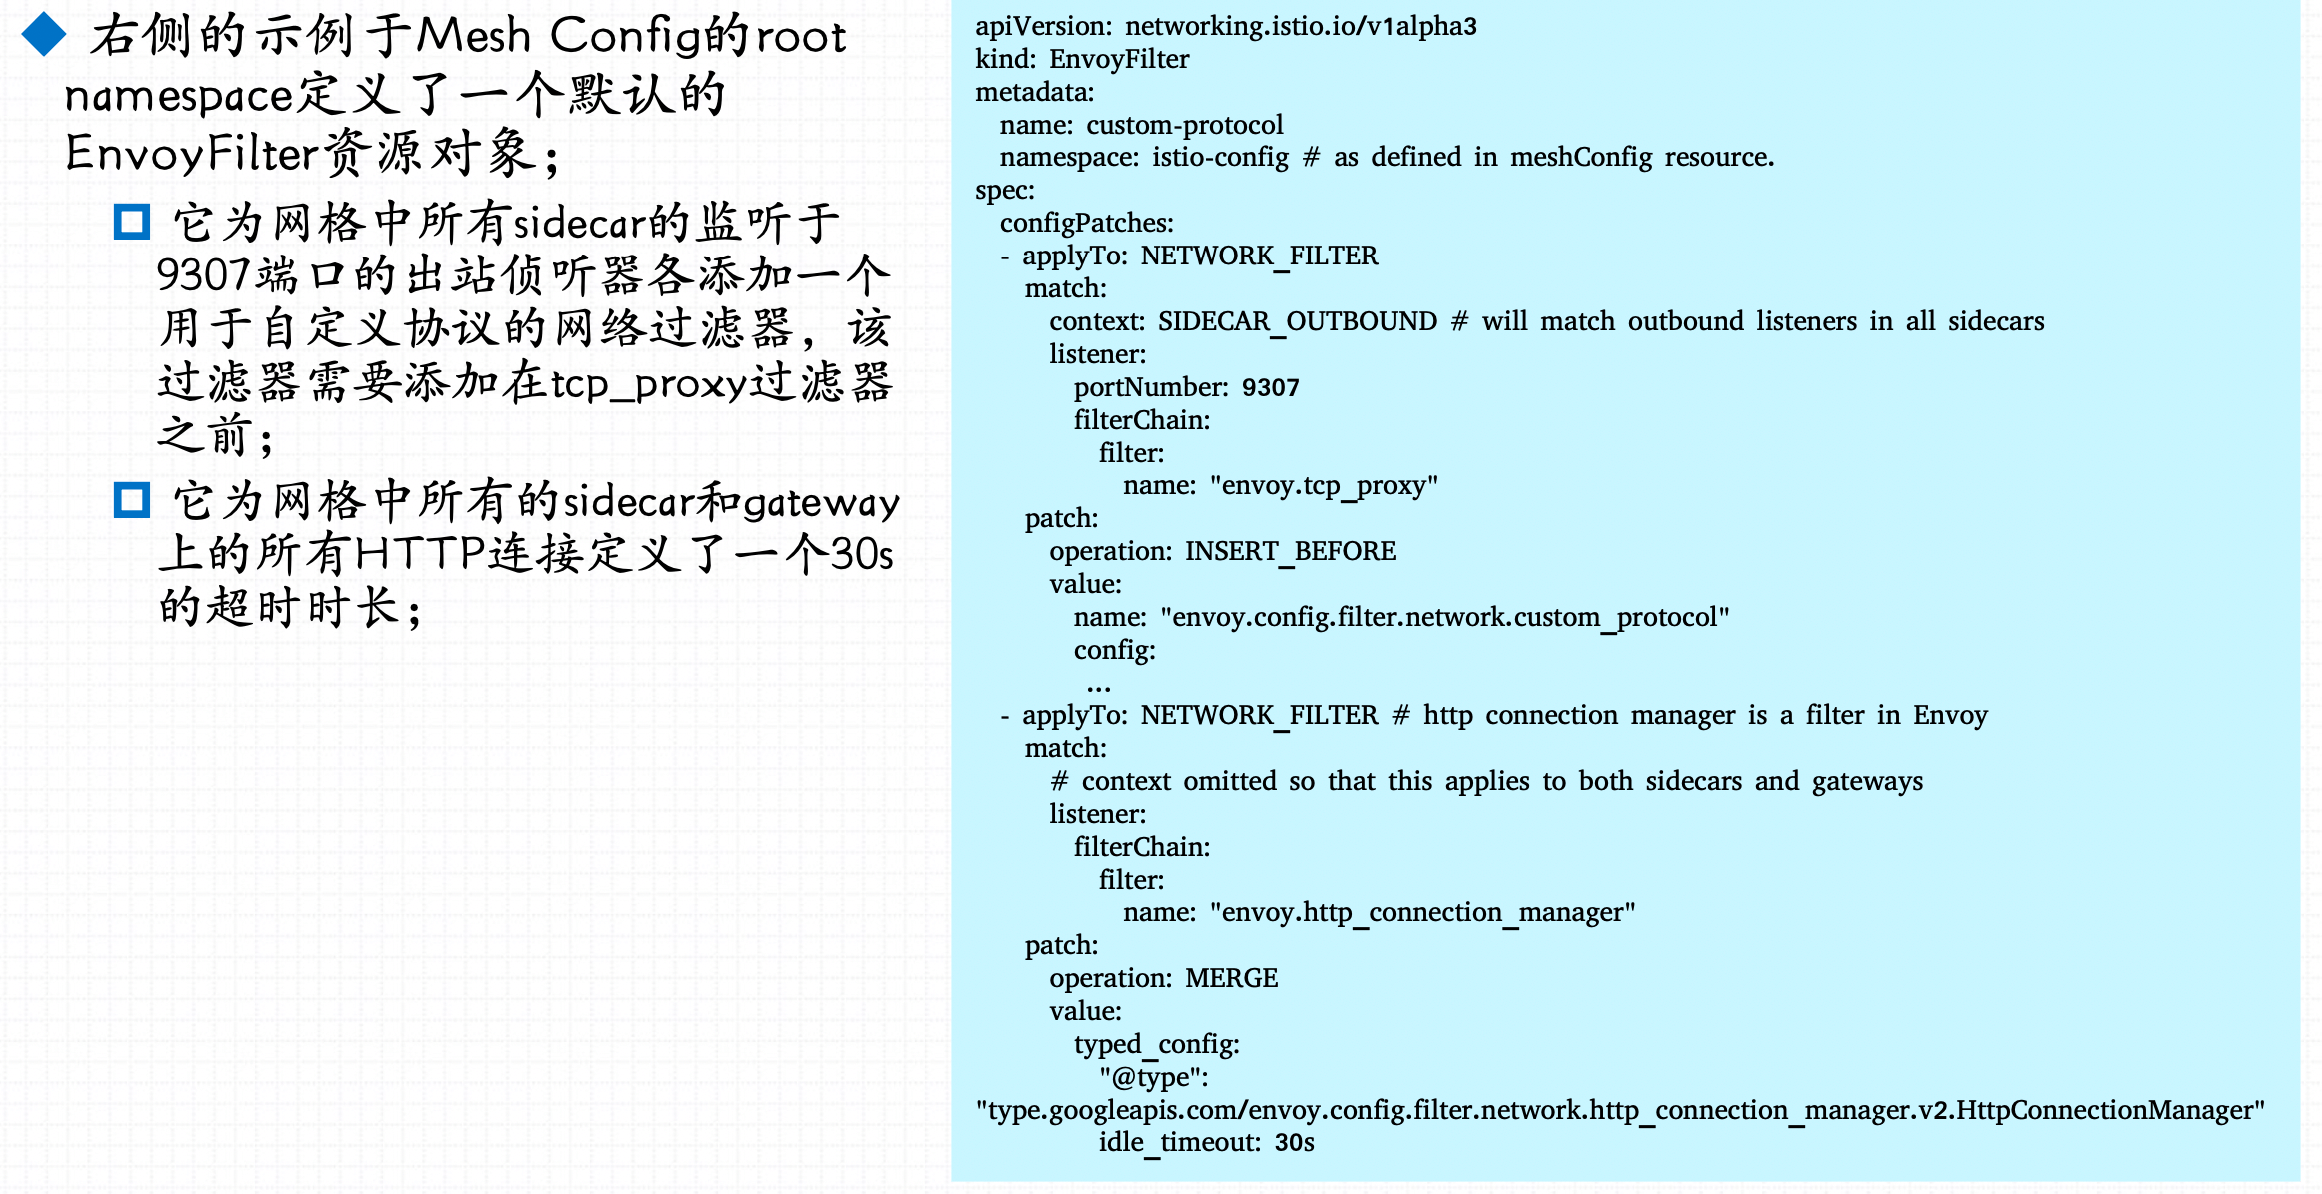 右侧的示例于Mesh Config的root
namespace定义了一个默认的
EnvoyFilter资源对象；
它为网格中所有sidecar的监听于
9307端口的出站侦听器各添加一个
用于自定义协议的网络过滤器，该
过滤器需要添加在tcp_proxy过滤器
之前；
它为网格中所有的sidecar和gateway
上的所有HTTP连接定义了一个30s
的超时时长；
apiVersion: networking.istio.io/v1alpha3
kind: EnvoyFilter
metadata:
  name: custom-protocol
  namespace: istio-config # as defined in meshConfig resource.
spec:
  configPatches:
  - applyTo: NETWORK_FILTER
    match:
      context: SIDECAR_OUTBOUND # will match outbound listeners in all sidecars
      listener:
        portNumber: 9307
        filterChain:
          filter:
            name: "envoy.tcp_proxy"
    patch:
      operation: INSERT_BEFORE
      value:
        name: "envoy.config.filter.network.custom_protocol"
        config:
         ...
  - applyTo: NETWORK_FILTER # http connection manager is a filter in Envoy
    match:
      # context omitted so that this applies to both sidecars and gateways
      listener:
        filterChain:
          filter:
            name: "envoy.http_connection_manager"
    patch:
      operation: MERGE
      value:
        typed_config:
          "@type":
"type.googleapis.com/envoy.config.filter.network.http_connection_manager.v2.HttpConnectionManager"
          idle_timeout: 30s